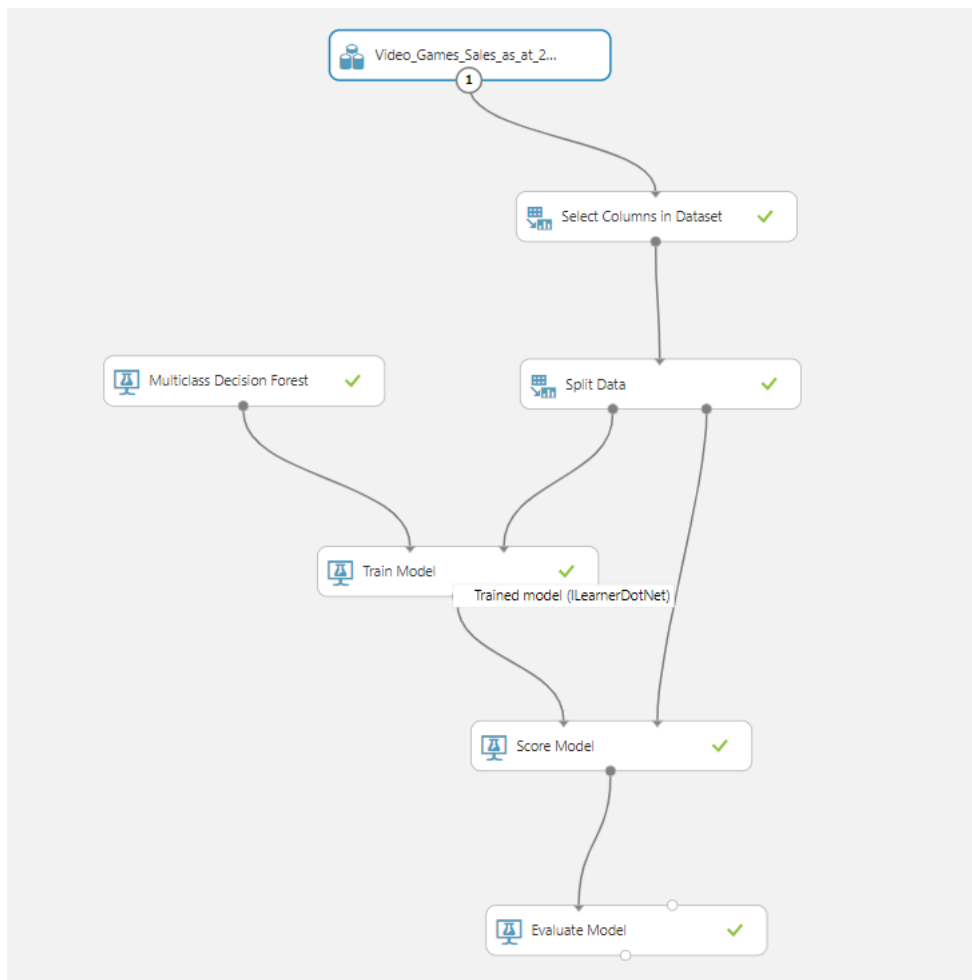 Video_Games_Sales_as_at_2...
1
Select Columns in Dataset
Multiclass Decision Forest
Split Data
Train Model
Trained model (ILearnerDotNet)
Score Model
Evaluate Model